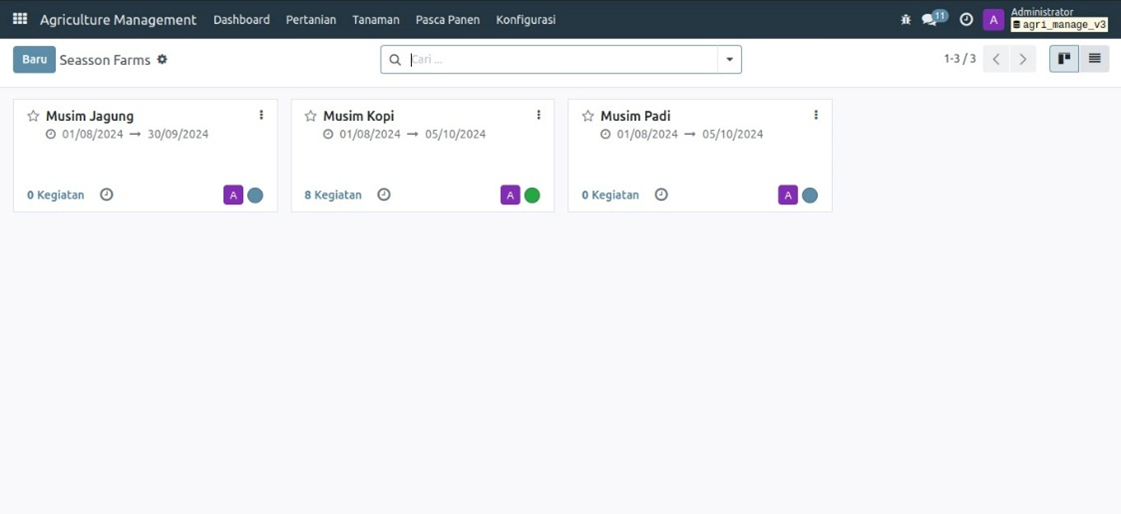 Agriculture Management Dashboard Pertanian Tanaman Pasca Panen Konfigurasi 11 A Administrator
agri_manage_v3
Baru Seasson Farms Cari ... 1-3 / 3
Musim Jagung
01/08/2024 → 30/09/2024
0 Kegiatan A
Musim Kopi
01/08/2024 → 05/10/2024
8 Kegiatan A
Musim Padi
01/08/2024 → 05/10/2024
0 Kegiatan A